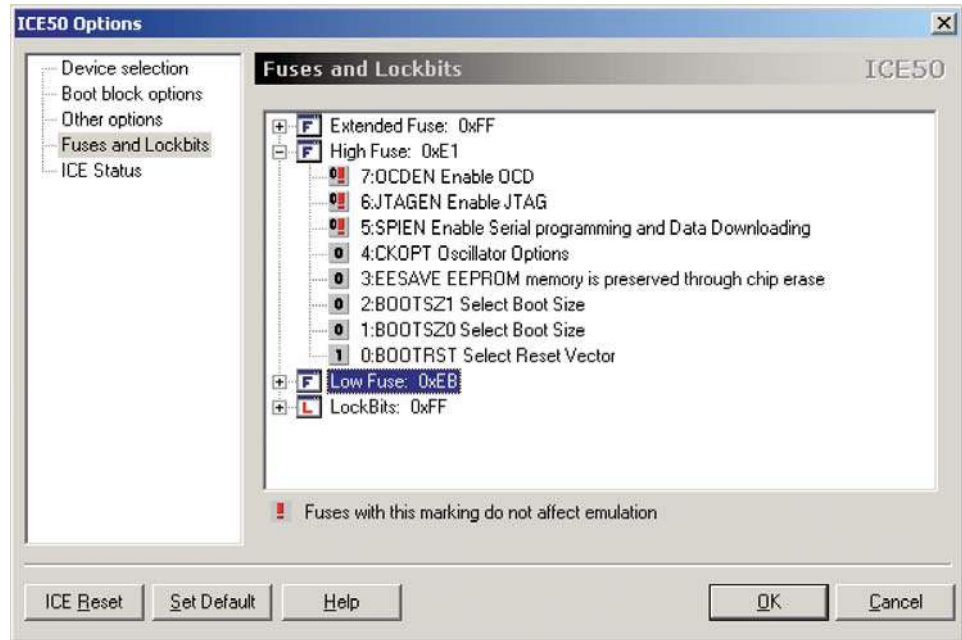 ICE50 Options
Device selection
Boot block options
Other options
Fuses and Lockbits
ICE Status
Fuses and Lockbits
ICE50
F Extended Fuse: 0xFF
F High Fuse: 0xE1
0 7:OCDEN Enable OCD
0 6:JTAGEN Enable JTAG
0 5:SPIEN Enable Serial programming and Data Downloading
0 4:CKOPT Oscillator Options
0 3:EESAVE EEPROM memory is preserved through chip erase
0 2:BOOTSZ1 Select Boot Size
0 1:BOOTSZ0 Select Boot Size
1 0:BOOTRST Select Reset Vector
F Low Fuse: 0xEB
L LockBits: 0xFF
! Fuses with this marking do not affect emulation
ICE Reset
Set Default
Help
OK
Cancel